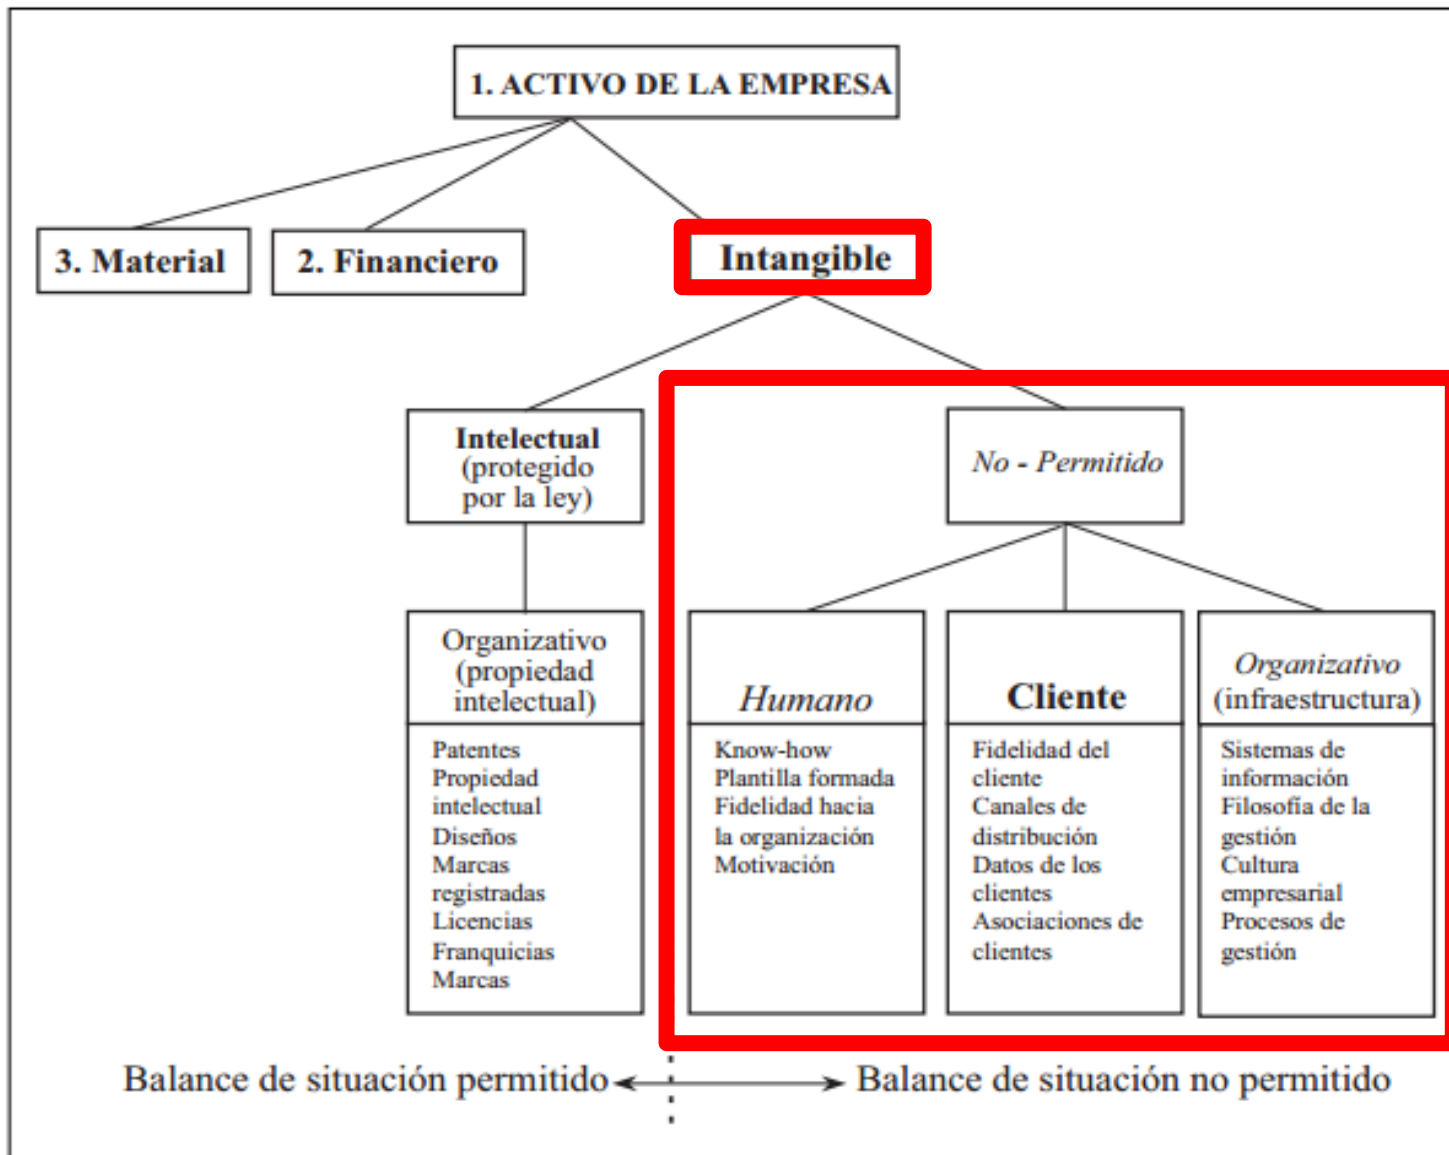 1. ACTIVO DE LA EMPRESA
3. Material
2. Financiero
Intangible
Intelectual
(protegido
por la ley)
No - Permitido
Organizativo
(propiedad
intelectual)
Patentes
Propiedad
intelectual
Diseños
Marcas
registradas
Licencias
Franquicias
Marcas
Humano
Know-how
Plantilla formada
Fidelidad hacia
la organización
Motivación
Cliente
Fidelidad del
cliente
Canales de
distribución
Datos de los
clientes
Asociaciones de
clientes
Organizativo
(infraestructura)
Sistemas de
información
Filosofía de la
gestión
Cultura
empresarial
Procesos de
gestión
Balance de situación permitido
Balance de situación no permitido